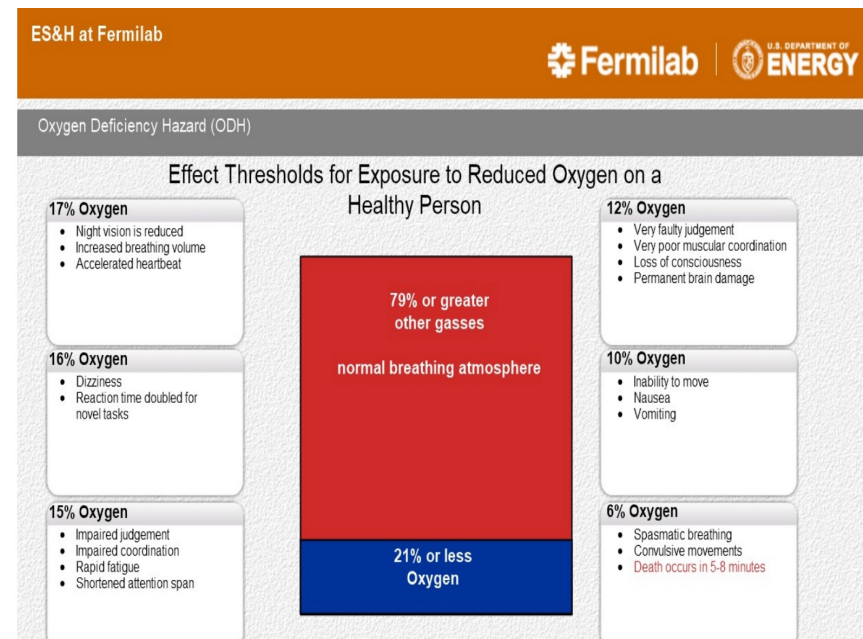 ES&H at Fermilab
Fermilab
U.S. DEPARTMENT OF
ENERGY
Oxygen Deficiency Hazard (ODH)
Effect Thresholds for Exposure to Reduced Oxygen on a
Healthy Person
17% Oxygen
• Night vision is reduced
• Increased breathing volume
• Accelerated heartbeat
16% Oxygen
• Dizziness
• Reaction time doubled for
novel tasks
15% Oxygen
• Impaired judgement
• Impaired coordination
• Rapid fatigue
• Shortened attention span
79% or greater
other gasses
normal breathing atmosphere
21% or less
Oxygen
12% Oxygen
• Very faulty judgement
• Very poor muscular coordination
• Loss of consciousness
• Permanent brain damage
10% Oxygen
• Inability to move
• Nausea
• Vomiting
6% Oxygen
• Spasmatic breathing
• Convulsive movements
• Death occurs in 5-8 minutes